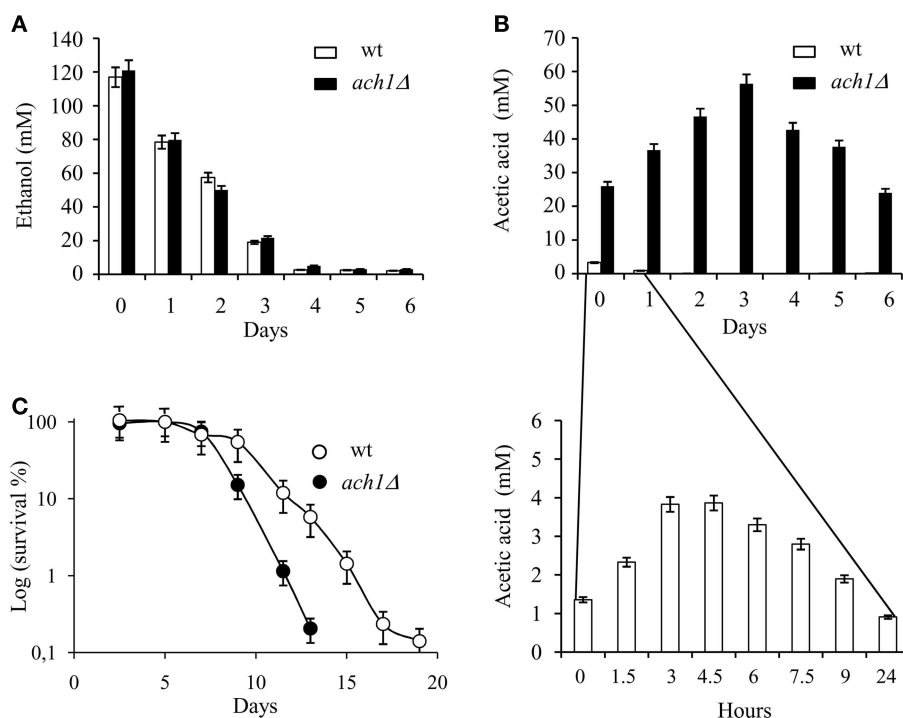 A
Ethanol (mM)
140
120
100
80
60
40
20
0
wt
ach1Δ
0 1 2 3 4 5 6
Days
B
Acetic acid (mM)
70
60
50
40
30
20
10
0
wt
ach1Δ
0 1 2 3 4 5 6
Days
C
Log (survival %)
100
10
1
0,1
wt
ach1Δ
0 5 10 15 20
Days
Acetic acid (mM)
6
5
4
3
2
1
0
0 1.5 3 4.5 6 7.5 9 24
Hours